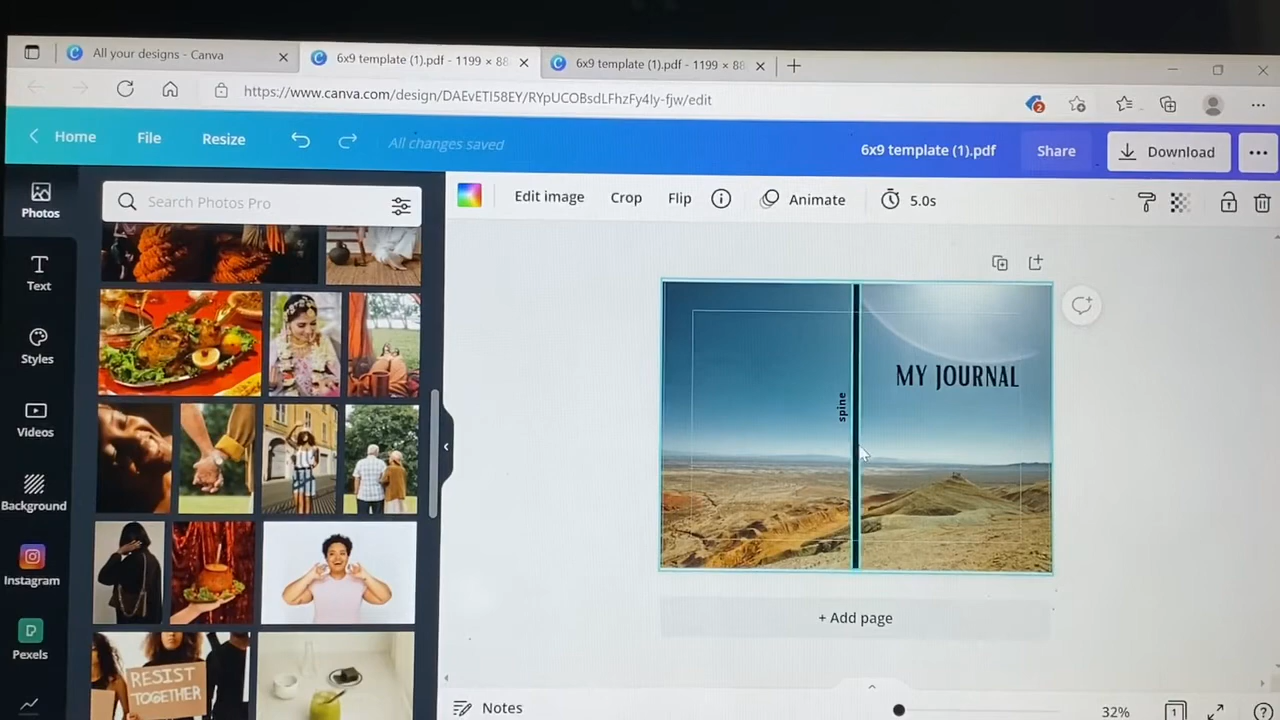 All your designs - Canva
6x9 template (1).pdf - 1199 × 88
6x9 template (1).pdf - 1199 × 88
https://www.canva.com/design/DAEvETI58EY/RYpUCOBsdLFhzFy4Iy-fjw/edit
2
Home
File
Resize
All changes saved
6x9 template (1).pdf
Share
Download
Photos
Search Photos Pro
Edit image
Crop
Flip
Animate
5.0s
Text
Styles
Videos
Background
Instagram
Pexels
MY JOURNAL
spine
RESIST
TOGETHER
+ Add page
Notes
32%
1